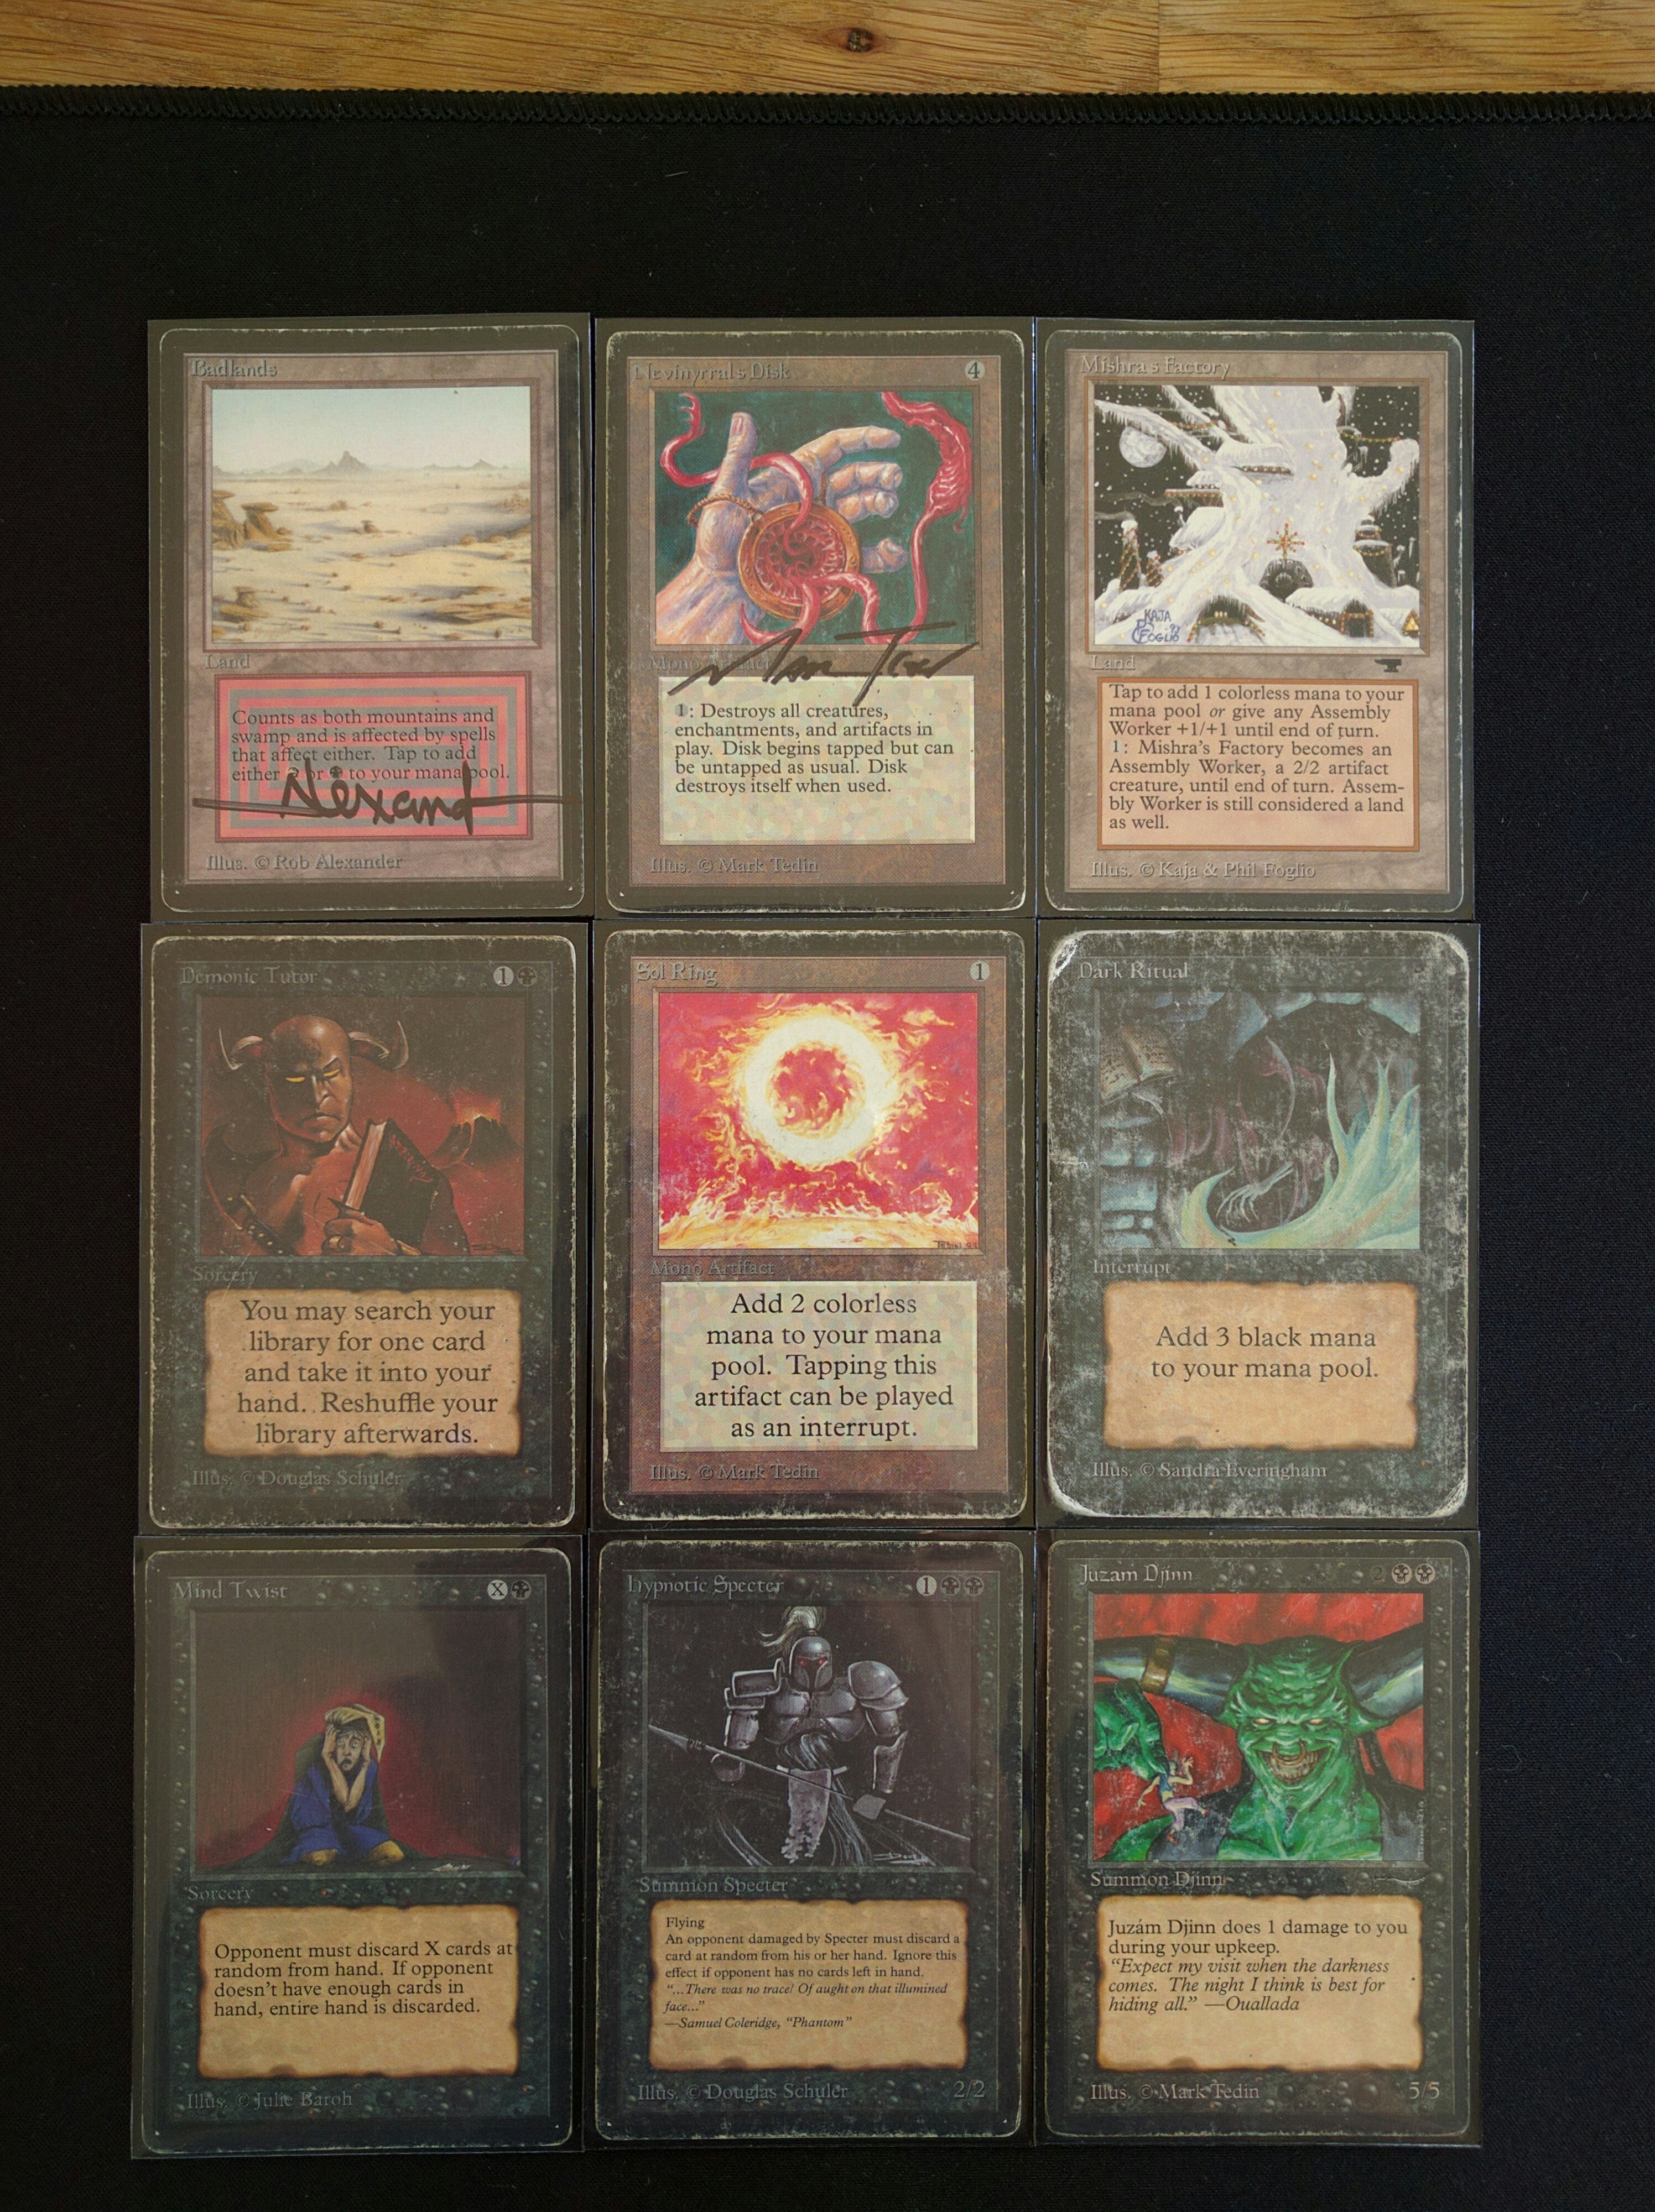 Badlands
Land
Counts as both mountains and
swamp and is affected by spells
that affect either. Tap to add
either or to your mana pool.
Alexand
Illus. © Rob Alexander
Nevinyrral's Disk 4
Mono Artifact
Mark Tedin
1: Destroys all creatures,
enchantments, and artifacts in
play. Disk begins tapped but can
be untapped as usual. Disk
destroys itself when used.
Illus. © Mark Tedin
Mishra's Factory
KAJA
FOGLIO
Land
Tap to add 1 colorless mana to your
mana pool or give any Assembly
Worker +1/+1 until end of turn.
1: Mishra's Factory becomes an
Assembly Worker, a 2/2 artifact
creature, until end of turn. Assem-
bly Worker is still considered a land
as well.
Illus. © Kaja & Phil Foglio
Demonic Tutor 1
Sorcery
You may search your
library for one card
and take it into your
hand. Reshuffle your
library afterwards.
Illus. © Douglas Schuler
Sol Ring 1
Mono Artifact
Add 2 colorless
mana to your mana
pool. Tapping this
artifact can be played
as an interrupt.
Illus. © Mark Tedin
Dark Ritual
Interrupt
Add 3 black mana
to your mana pool.
Illus. © Sandra Everingham
Mind Twist X
Sorcery
Opponent must discard X cards at
random from hand. If opponent
doesn't have enough cards in
hand, entire hand is discarded.
Illus. © Julie Baroh
Hypnotic Specter 1
Summon Specter
Flying
An opponent damaged by Specter must discard a
card at random from his or her hand. Ignore this
effect if opponent has no cards left in hand.
"...There was no trace! Of aught on that illumined
face..."
—Samuel Coleridge, "Phantom"
Illus. © Douglas Schuler 2/2
Juzám Djinn 2
Summon Djinn
Juzám Djinn does 1 damage to you
during your upkeep.
"Expect my visit when the darkness
comes. The night I think is best for
hiding all." —Ouallada
Illus. © Mark Tedin 5/5